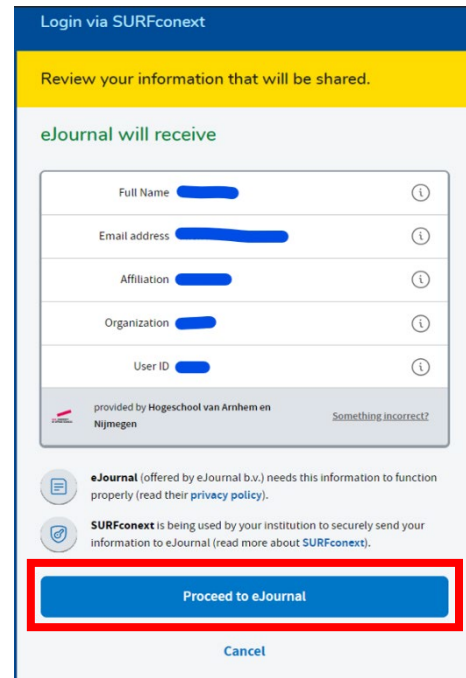 Login via SURFconext
Review your information that will be shared.
eJournal will receive
Full Name
Email address
Affiliation
Organization
User ID
provided by Hogeschool van Arnhem en
Nijmegen
Something incorrect?
eJournal (offered by eJournal b.v.) needs this information to function
properly (read their privacy policy).
SURFconext is being used by your institution to securely send your
information to eJournal (read more about SURFconext).
Proceed to eJournal
Cancel